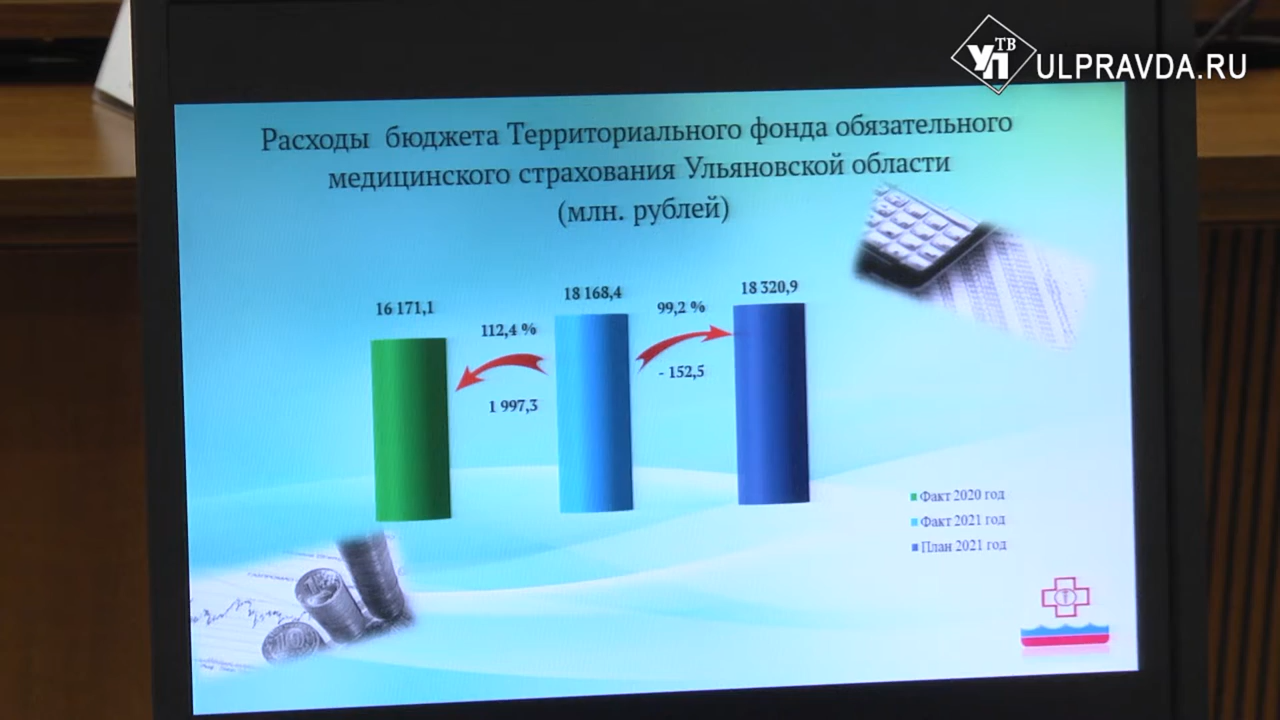 УП ТВ
ULPRAVDA.RU
Расходы бюджета Территориального фонда обязательного
медицинского страхования Ульяновской области
(млн. рублей)
16 171,1
112,4 %
1 997,3
18 168,4
99,2 %
- 152,5
18 320,9
Факт 2020 год
Факт 2021 год
План 2021 год